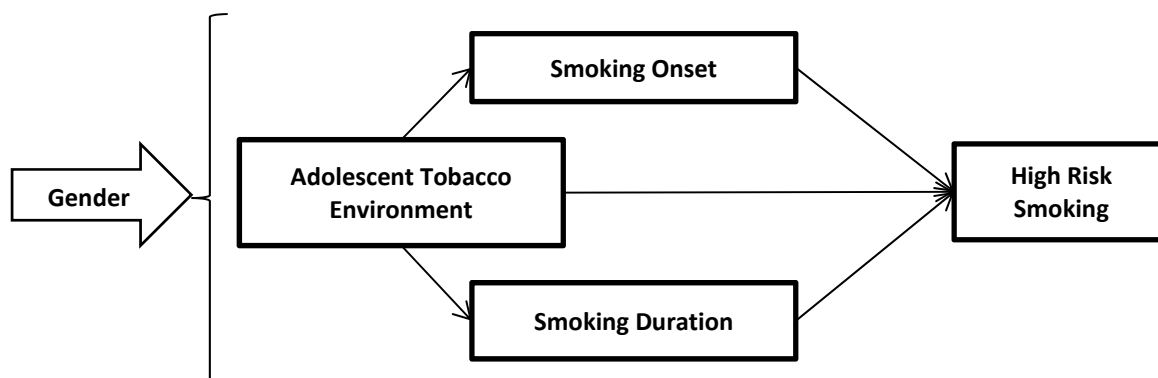 Smoking Onset
Gender
Adolescent Tobacco
Environment
High Risk
Smoking
Smoking Duration